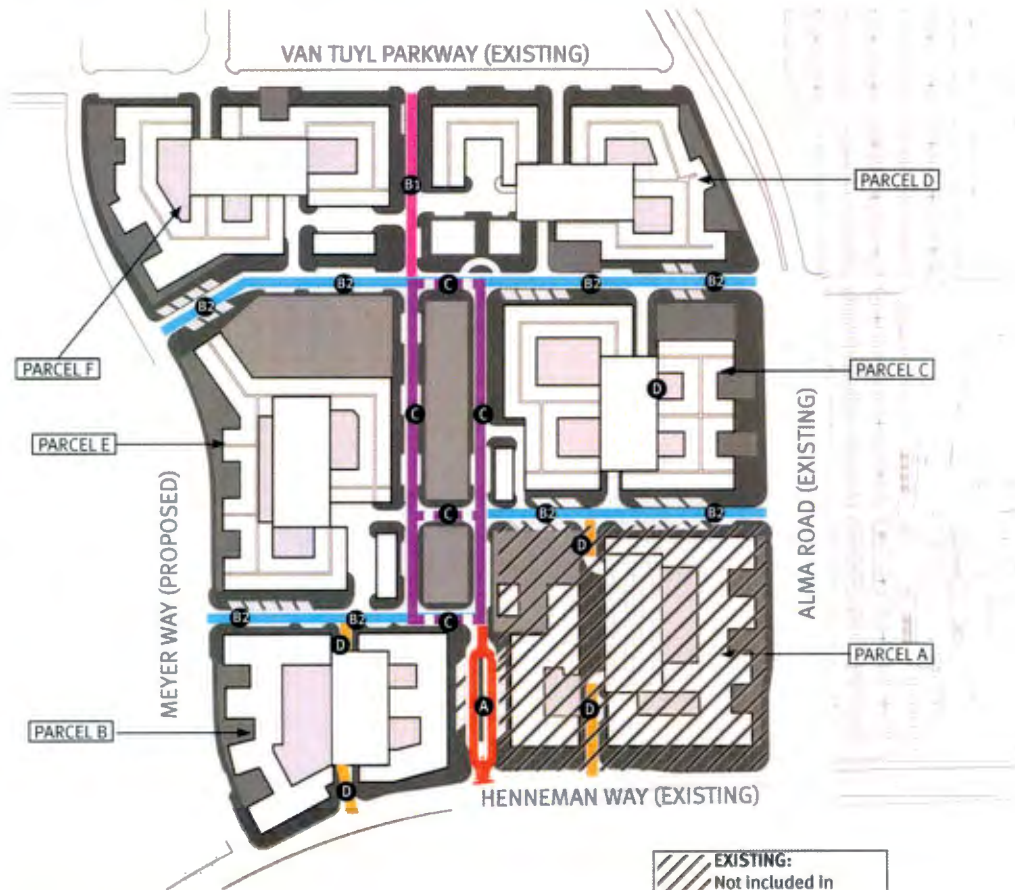 VAN TUYL PARKWAY (EXISTING)
B1
PARCEL D
B2
C
B2
B2
B2
PARCEL F
PARCEL C
D
C
C
PARCEL E
ALMA ROAD (EXISTING)
MEYER WAY (PROPOSED)
C
B2
B2
D
B2
B2
C
D
PARCEL A
A
D
PARCEL B
D
HENNEMAN WAY (EXISTING)
EXISTING:
Not included in